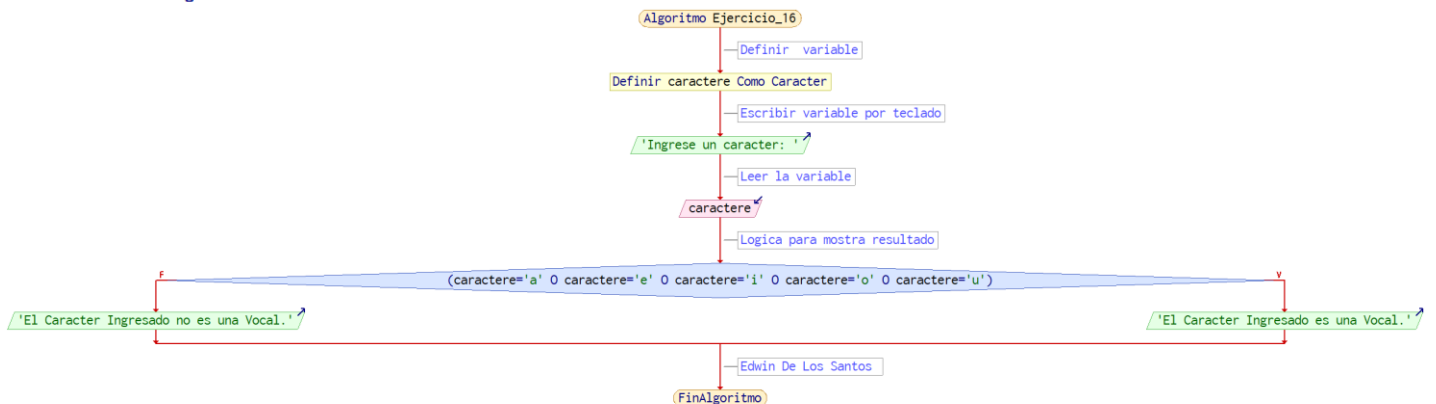 Algoritmo Ejercicio_16
Definir variable
Definir caractere Como Caracter
Escribir variable por teclado
'Ingrese un caracter: '
Leer la variable
caractere
Logica para mostra resultado
F
V
(caractere='a' O caractere='e' O caractere='i' O caractere='o' O caractere='u')
'El Caracter Ingresado no es una Vocal.'
'El Caracter Ingresado es una Vocal.'
Edwin De Los Santos
FinAlgoritmo